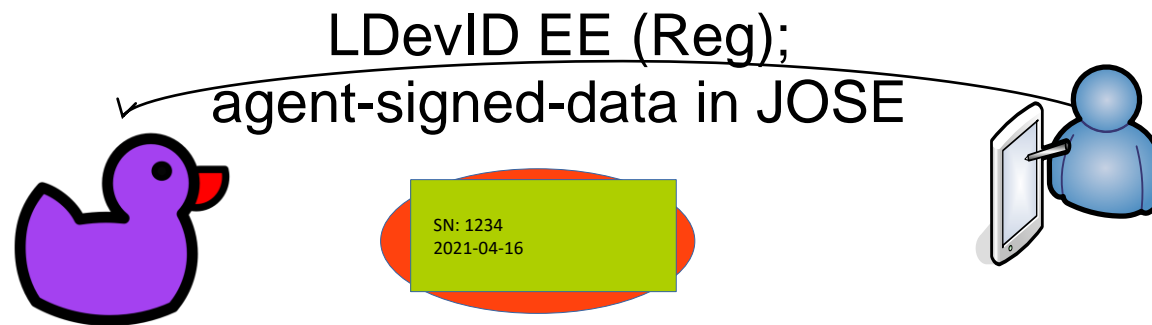 LDevID EE (Reg);
agent-signed-data in JOSE
SN: 1234
2021-04-16